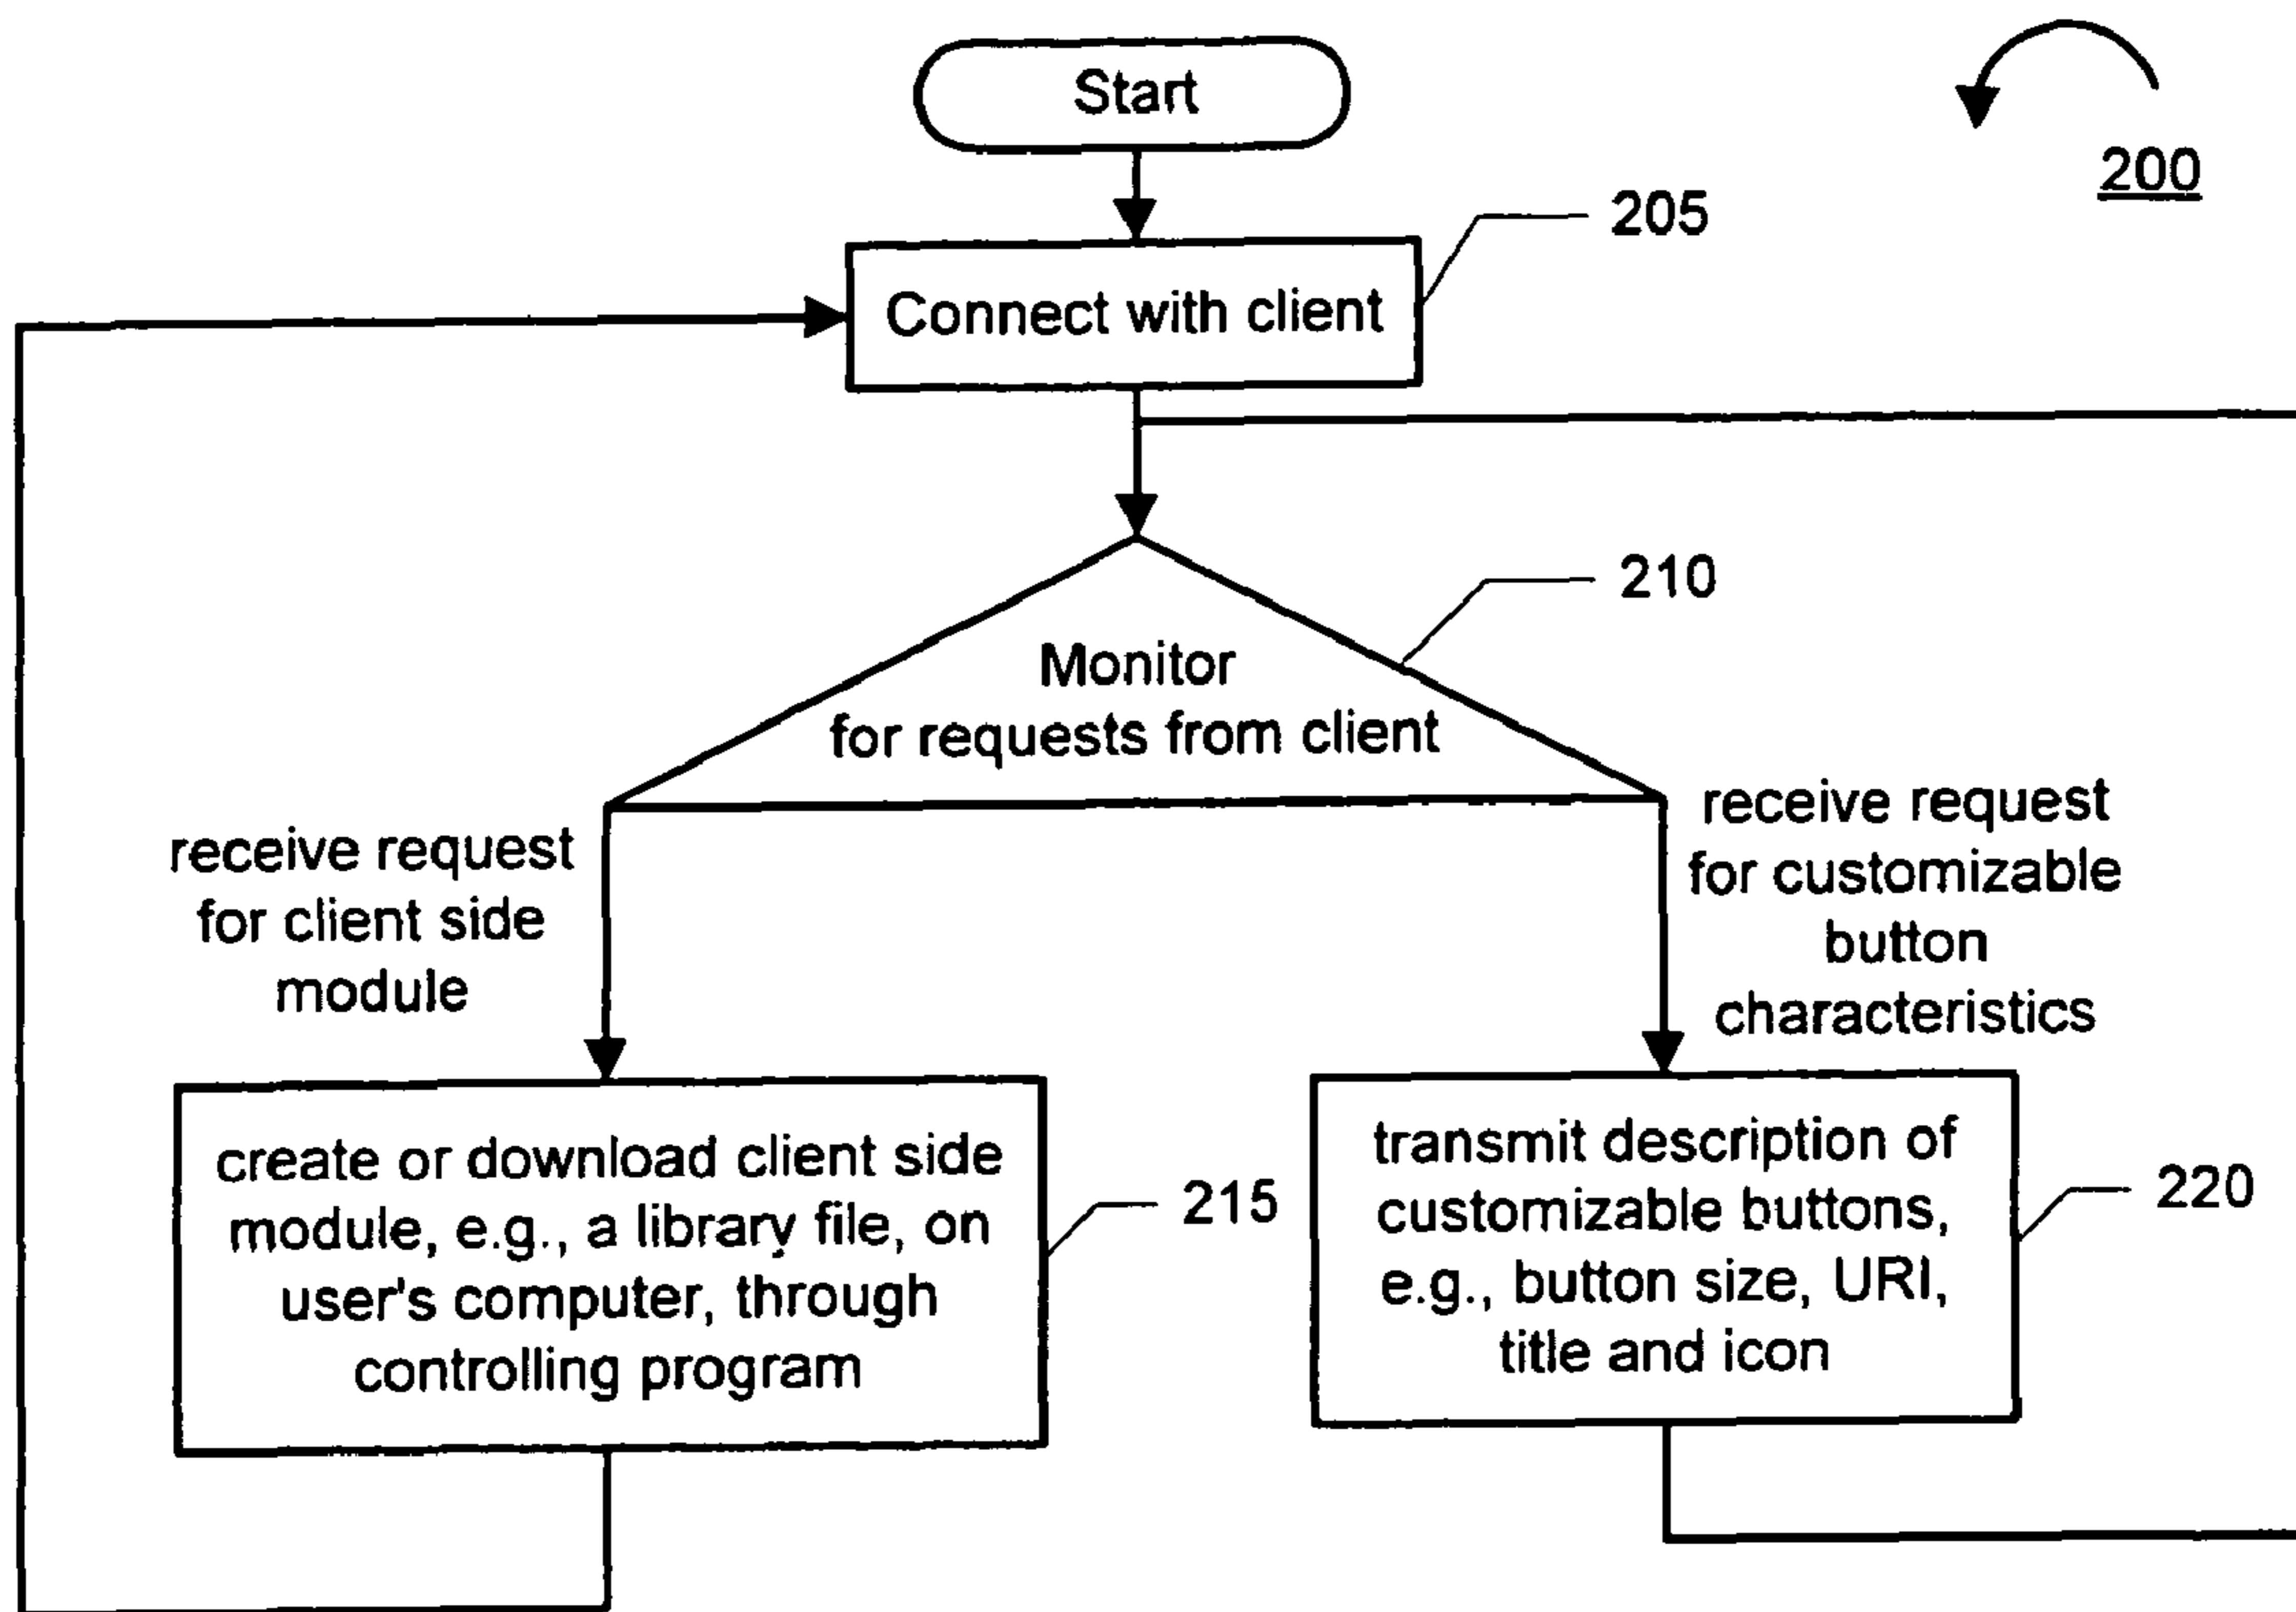 Start
200
205
Connect with client
210
Monitor
for requests from client
receive request
for client side
module
receive request
for customizable
button
characteristics
create or download client side
module, e.g., a library file, on
user's computer, through
controlling program
215
transmit description of
customizable buttons,
e.g., button size, URI,
title and icon
220